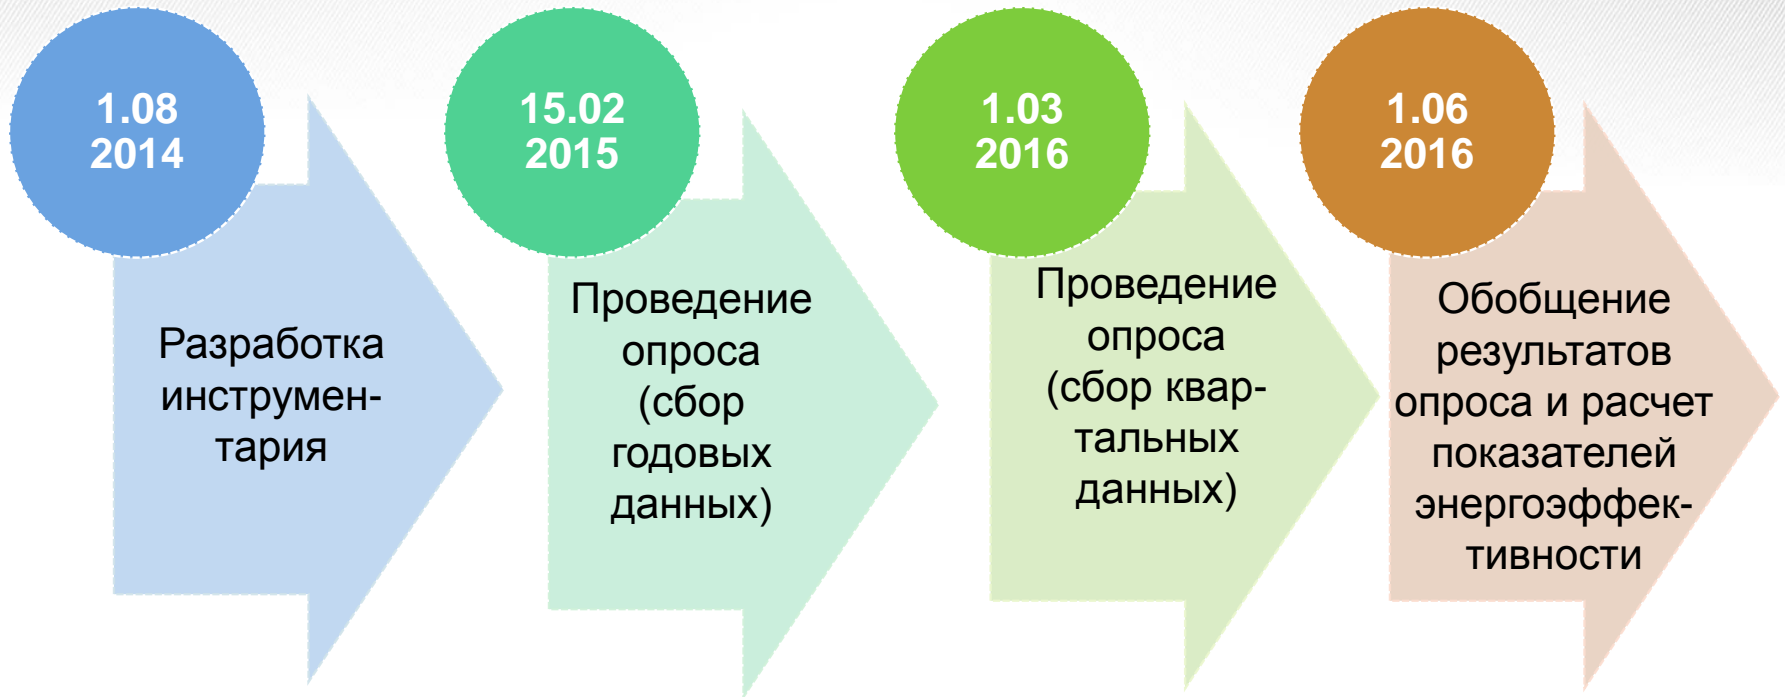 1.08
2014
Разработка
инструмен-
тария
15.02
2015
Проведение
опроса
(сбор
годовых
данных)
1.03
2016
Проведение
опроса
(сбор квар-
тальных
данных)
1.06
2016
Обобщение
результатов
опроса и расчет
показателей
энергоэффек-
тивности